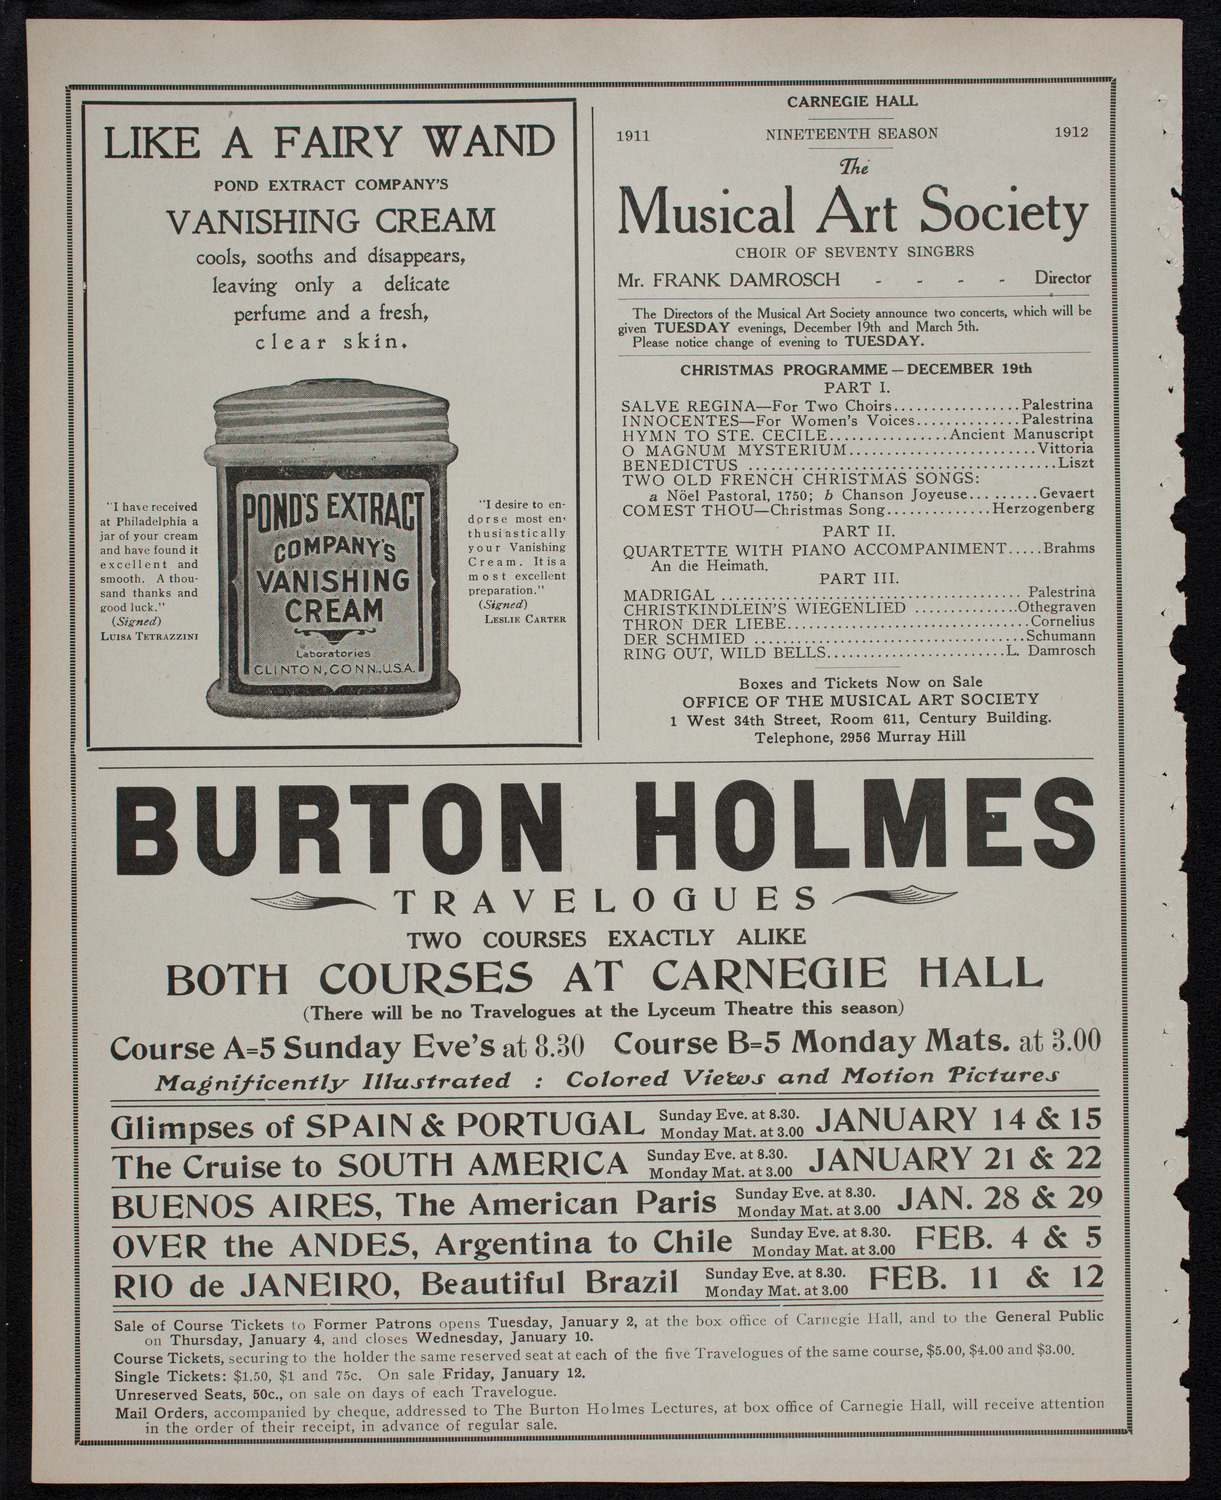 LIKE A FAIRY WAND
POND EXTRACT COMPANY'S
VANISHING CREAM
cools, sooths and disappears,
leaving only a delicate
perfume and a fresh,
clear skin.
"I have received
at Philadelphia a
jar of your cream
and have found it
excellent and
smooth. A thou-
sand thanks and
good luck."
(Signed)
LUISA TETRAZZINI
POND'S EXTRACT
COMPANY'S
VANISHING
CREAM
Laboratories
CLINTON, CONN., U.S.A.
"I desire to en-
dorse most en-
thusiastically
your Vanishing
Cream. It is a
most excellent
preparation."
(Signed)
LESLIE CARTER
CARNEGIE HALL
1911 NINETEENTH SEASON 1912
The
Musical Art Society
CHOIR OF SEVENTY SINGERS
Mr. FRANK DAMROSCH - - - - Director
The Directors of the Musical Art Society announce two concerts, which will be
given TUESDAY evenings, December 19th and March 5th.
Please notice change of evening to TUESDAY.
CHRISTMAS PROGRAMME—DECEMBER 19th
PART I.
SALVE REGINA—For Two Choirs.................Palestrina
INNOCENTES—For Women's Voices..............Palestrina
HYMN TO STE. CECILE................Ancient Manuscript
O MAGNUM MYSTERIUM.........................Vittoria
BENEDICTUS .........................................Liszt
TWO OLD FRENCH CHRISTMAS SONGS:
a Nöel Pastoral, 1750; b Chanson Joyeuse.........Gevaert
COMEST THOU—Christmas Song..............Herzogenberg
PART II.
QUARTETTE WITH PIANO ACCOMPANIMENT.....Brahms
An die Heimath.
PART III.
MADRIGAL ........................................ Palestrina
CHRISTKINDLEIN'S WIEGENLIED ..............Othegraven
THRON DER LIEBE....................................Cornelius
DER SCHMIED .....................................Schumann
RING OUT, WILD BELLS........................L. Damrosch
Boxes and Tickets Now on Sale
OFFICE OF THE MUSICAL ART SOCIETY
1 West 34th Street, Room 611, Century Building.
Telephone, 2956 Murray Hill
BURTON HOLMES
TRAVELOGUES
TWO COURSES EXACTLY ALIKE
BOTH COURSES AT CARNEGIE HALL
(There will be no Travelogues at the Lyceum Theatre this season)
Course A=5 Sunday Eve's at 8.30 Course B=5 Monday Mats. at 3.00
Magnificently Illustrated : Colored Views and Motion Pictures
Glimpses of SPAIN & PORTUGAL Sunday Eve. at 8.30. Monday Mat. at 3.00 JANUARY 14 & 15
The Cruise to SOUTH AMERICA Sunday Eve. at 8.30. Monday Mat. at 3.00 JANUARY 21 & 22
BUENOS AIRES, The American Paris Sunday Eve. at 8.30. Monday Mat. at 3.00 JAN. 28 & 29
OVER the ANDES, Argentina to Chile Sunday Eve. at 8.30. Monday Mat. at 3.00 FEB. 4 & 5
RIO de JANEIRO, Beautiful Brazil Sunday Eve. at 8.30. Monday Mat. at 3.00 FEB. 11 & 12
Sale of Course Tickets to Former Patrons opens Tuesday, January 2, at the box office of Carnegie Hall, and to the General Public
on Thursday, January 4, and closes Wednesday, January 10.
Course Tickets, securing to the holder the same reserved seat at each of the five Travelogues of the same course, $5.00, $4.00 and $3.00.
Single Tickets: $1.50, $1 and 75c. On sale Friday, January 12.
Unreserved Seats, 50c., on sale on days of each Travelogue.
Mail Orders, accompanied by cheque, addressed to The Burton Holmes Lectures, at box office of Carnegie Hall, will receive attention
in the order of their receipt, in advance of regular sale.